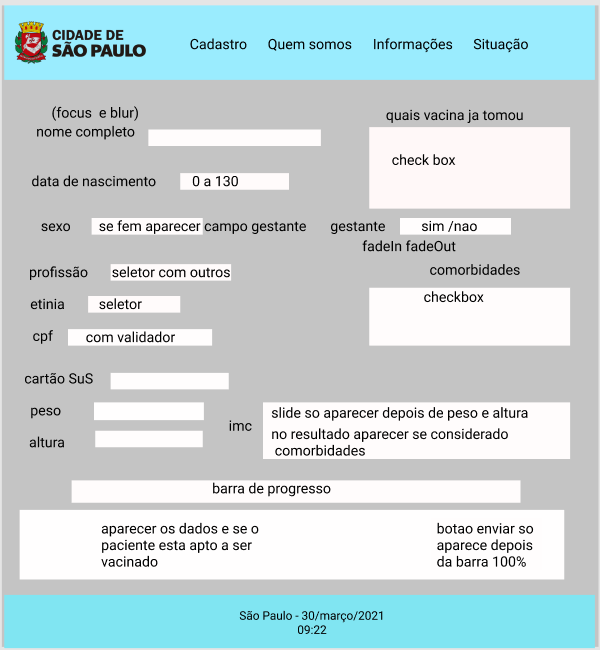 CIDADE DE
SÃO PAULO
Cadastro Quem somos Informações Situação
(focus e blur)
nome completo
quais vacina ja tomou
check box
data de nascimento 0 a 130
sexo se fem aparecer campo gestante gestante sim /nao
fadeIn fadeOut
profissão seletor com outros
comorbidades
etinia seletor
checkbox
cpf com validador
cartão SuS
peso
altura
imc
slide so aparecer depois de peso e altura
no resultado aparecer se considerado
comorbidades
barra de progresso
aparecer os dados e se o
paciente esta apto a ser
vacinado
botao enviar so
aparece depois
da barra 100%
São Paulo - 30/março/2021
09:22